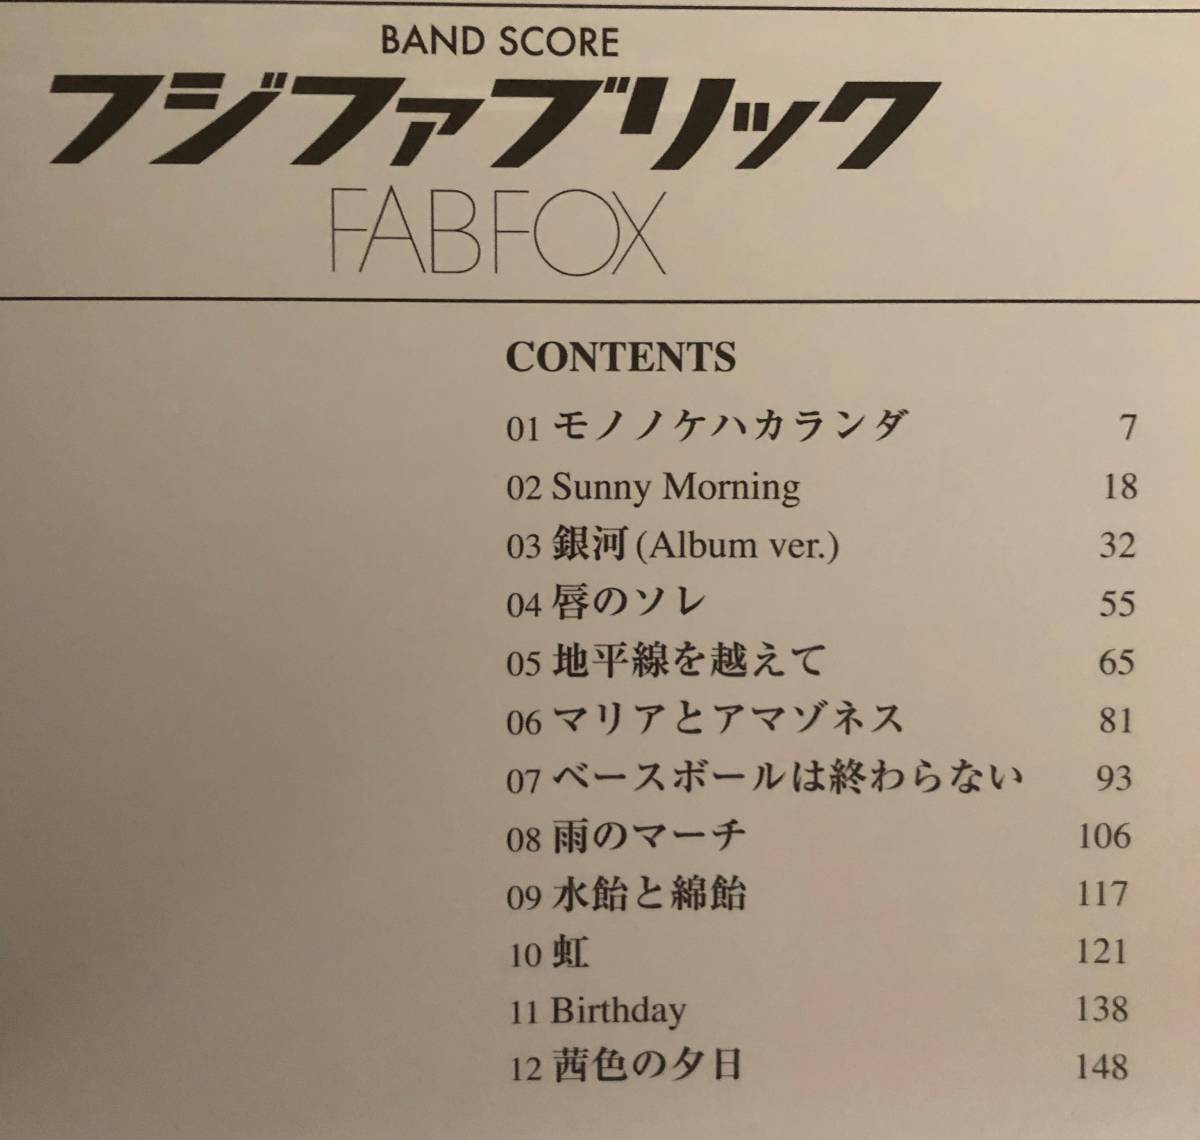 BAND SCORE
フジファブリック
FAB FOX
CONTENTS
01 モノノケハカランダ 7
02 Sunny Morning 18
03 銀河 (Album ver.) 32
04 唇のソレ 55
05 地平線を越えて 65
06 マリアとアマゾネス 81
07 ベースボールは終わらない 93
08 雨のマーチ 106
09 水飴と綿飴 117
10 虹 121
11 Birthday 138
12 茜色の夕日 148